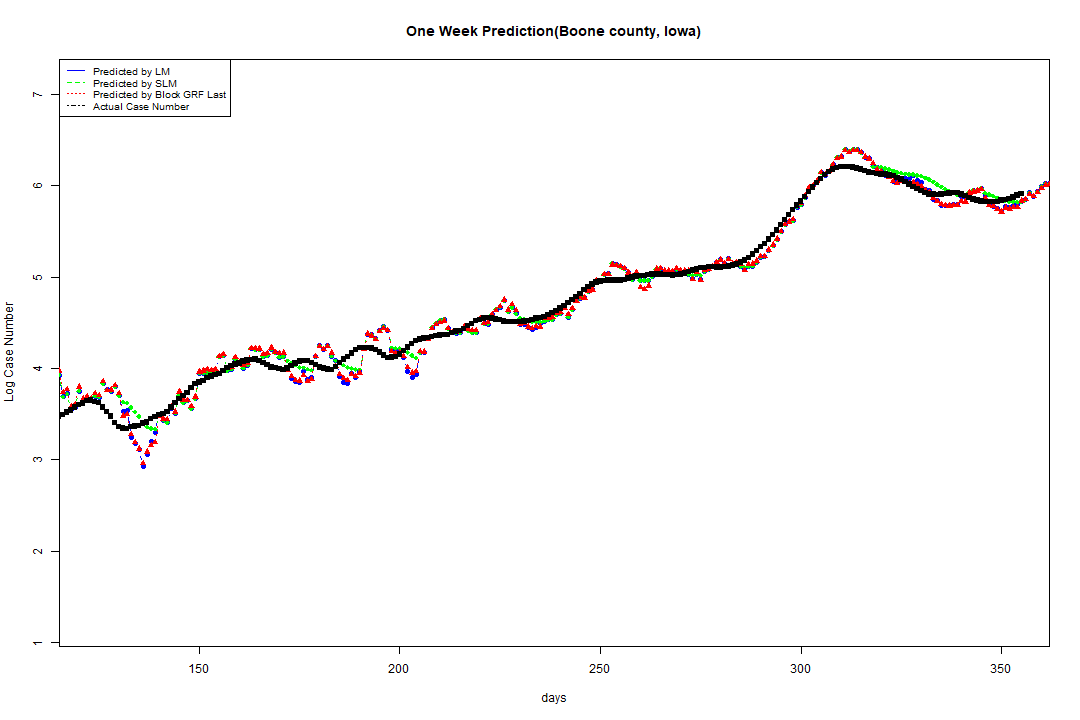 One Week Prediction(Boone county, Iowa)
Predicted by LM
Predicted by SLM
Predicted by Block GRF Last
Actual Case Number
7
6
5
4
3
2
1
Log Case Number
150
200
250
300
350
days